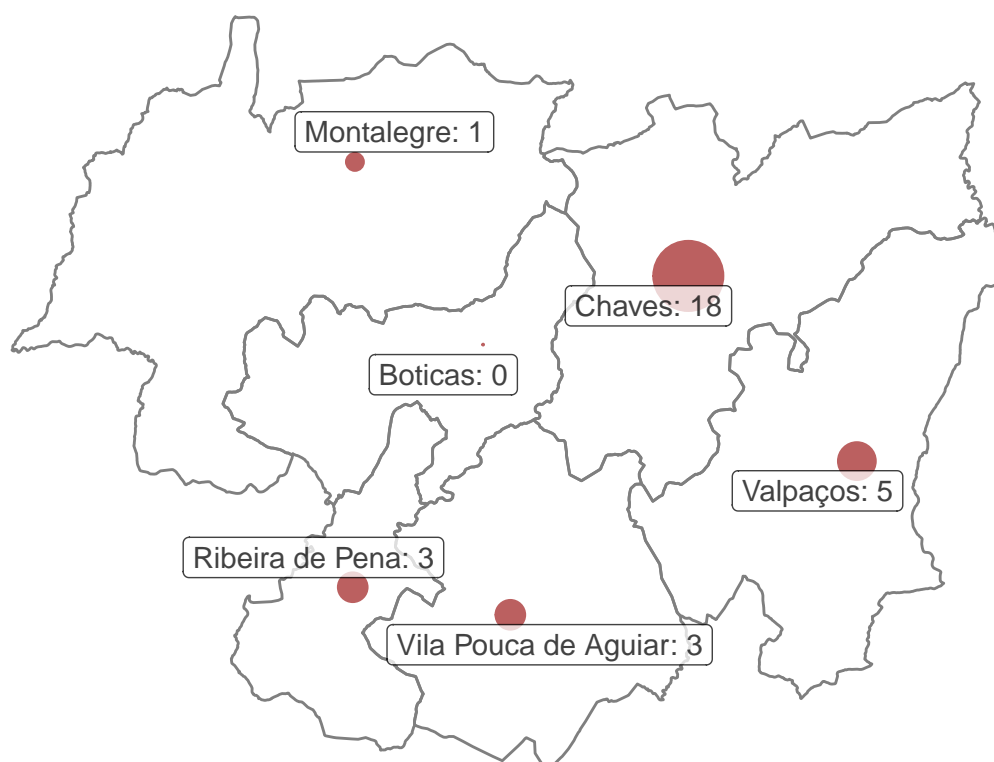 Montalegre: 1
Chaves: 18
Boticas: 0
Valpaços: 5
Ribeira de Pena: 3
Vila Pouca de Aguiar: 3